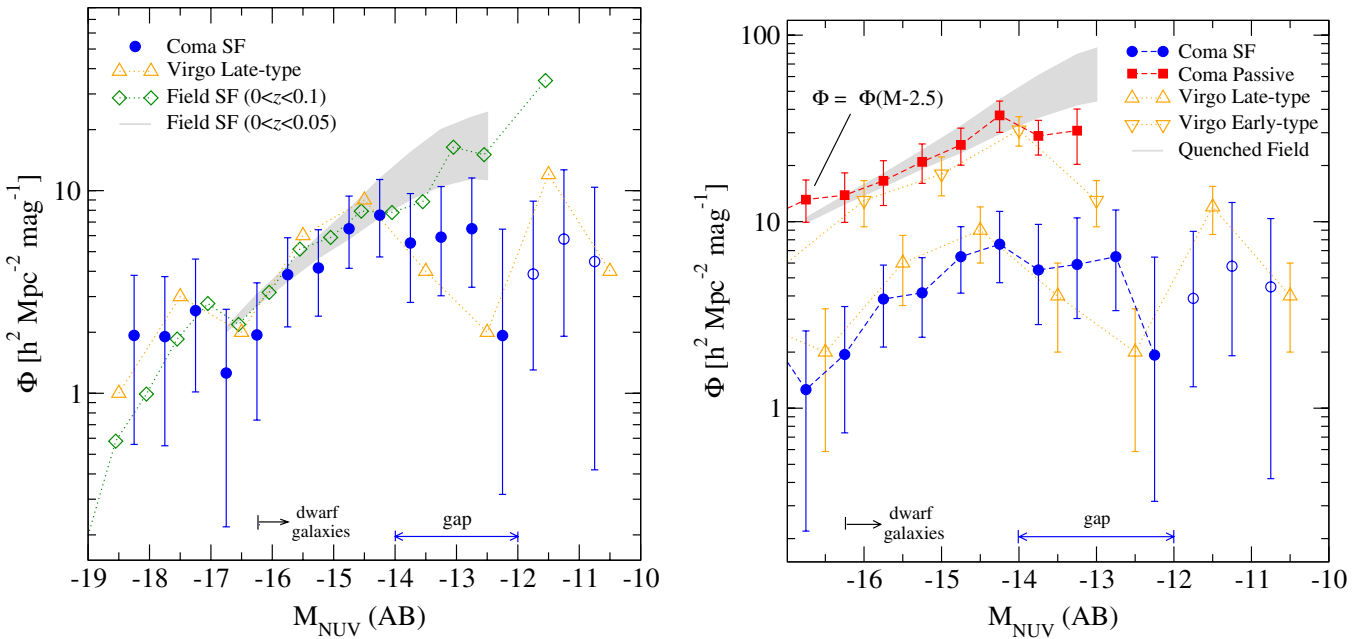 100
10
1
Φ [h² Mpc⁻² mag⁻¹]
Coma SF
Virgo Late-type
Field SF (0<z<0.1)
Field SF (0<z<0.05)
dwarf
galaxies
gap
-19 -18 -17 -16 -15 -14 -13 -12 -11 -10
M_NUV (AB)
100
10
1
Φ [h² Mpc⁻² mag⁻¹]
Φ = Φ(M-2.5)
Coma SF
Coma Passive
Virgo Late-type
Virgo Early-type
Quenched Field
dwarf
galaxies
gap
-16 -15 -14 -13 -12 -11 -10
M_NUV (AB)